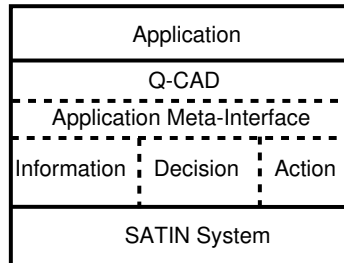 Application
Q-CAD
Application Meta-Interface
Information Decision Action
SATIN System